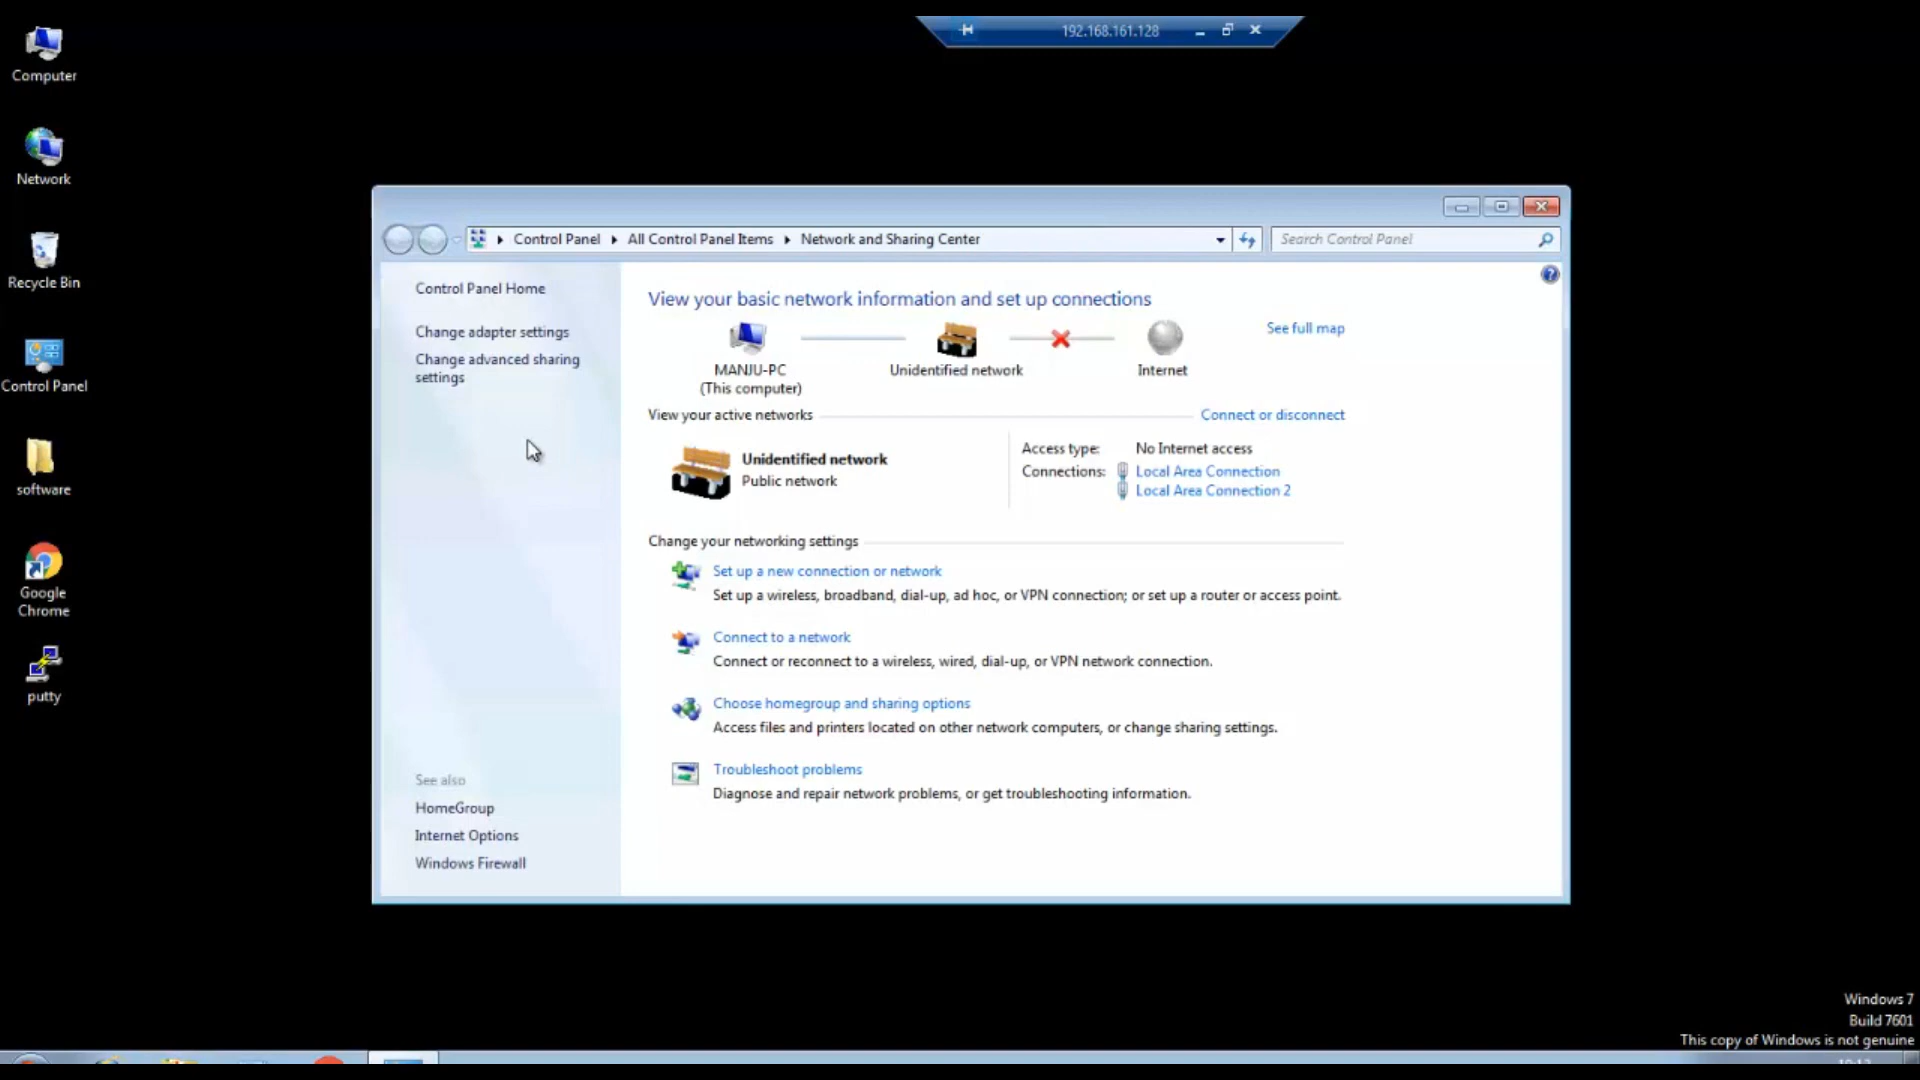 192.168.161.128
Computer
Network
Recycle Bin
Control Panel
software
Google
Chrome
putty
Control Panel
All Control Panel Items
Network and Sharing Center
Search Control Panel
Control Panel Home
Change adapter settings
Change advanced sharing
settings
See also
HomeGroup
Internet Options
Windows Firewall
View your basic network information and set up connections
See full map
MANJU-PC
(This computer)
Unidentified network
Internet
View your active networks
Connect or disconnect
Unidentified network
Public network
Access type: No Internet access
Connections: Local Area Connection
Local Area Connection 2
Change your networking settings
Set up a new connection or network
Set up a wireless, broadband, dial-up, ad hoc, or VPN connection; or set up a router or access point.
Connect to a network
Connect or reconnect to a wireless, wired, dial-up, or VPN network connection.
Choose homegroup and sharing options
Access files and printers located on other network computers, or change sharing settings.
Troubleshoot problems
Diagnose and repair network problems, or get troubleshooting information.
Windows 7
Build 7601
This copy of Windows is not genuine